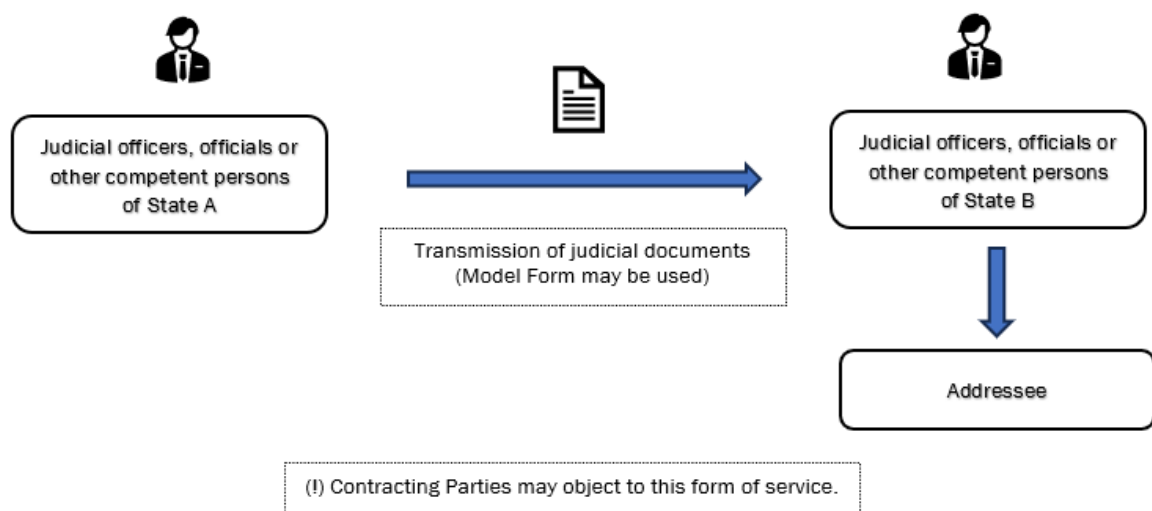 Judicial officers, officials or
other competent persons
of State A
Judicial officers, officials or
other competent persons
of State B
Transmission of judicial documents
(Model Form may be used)
Addressee
(!) Contracting Parties may object to this form of service.